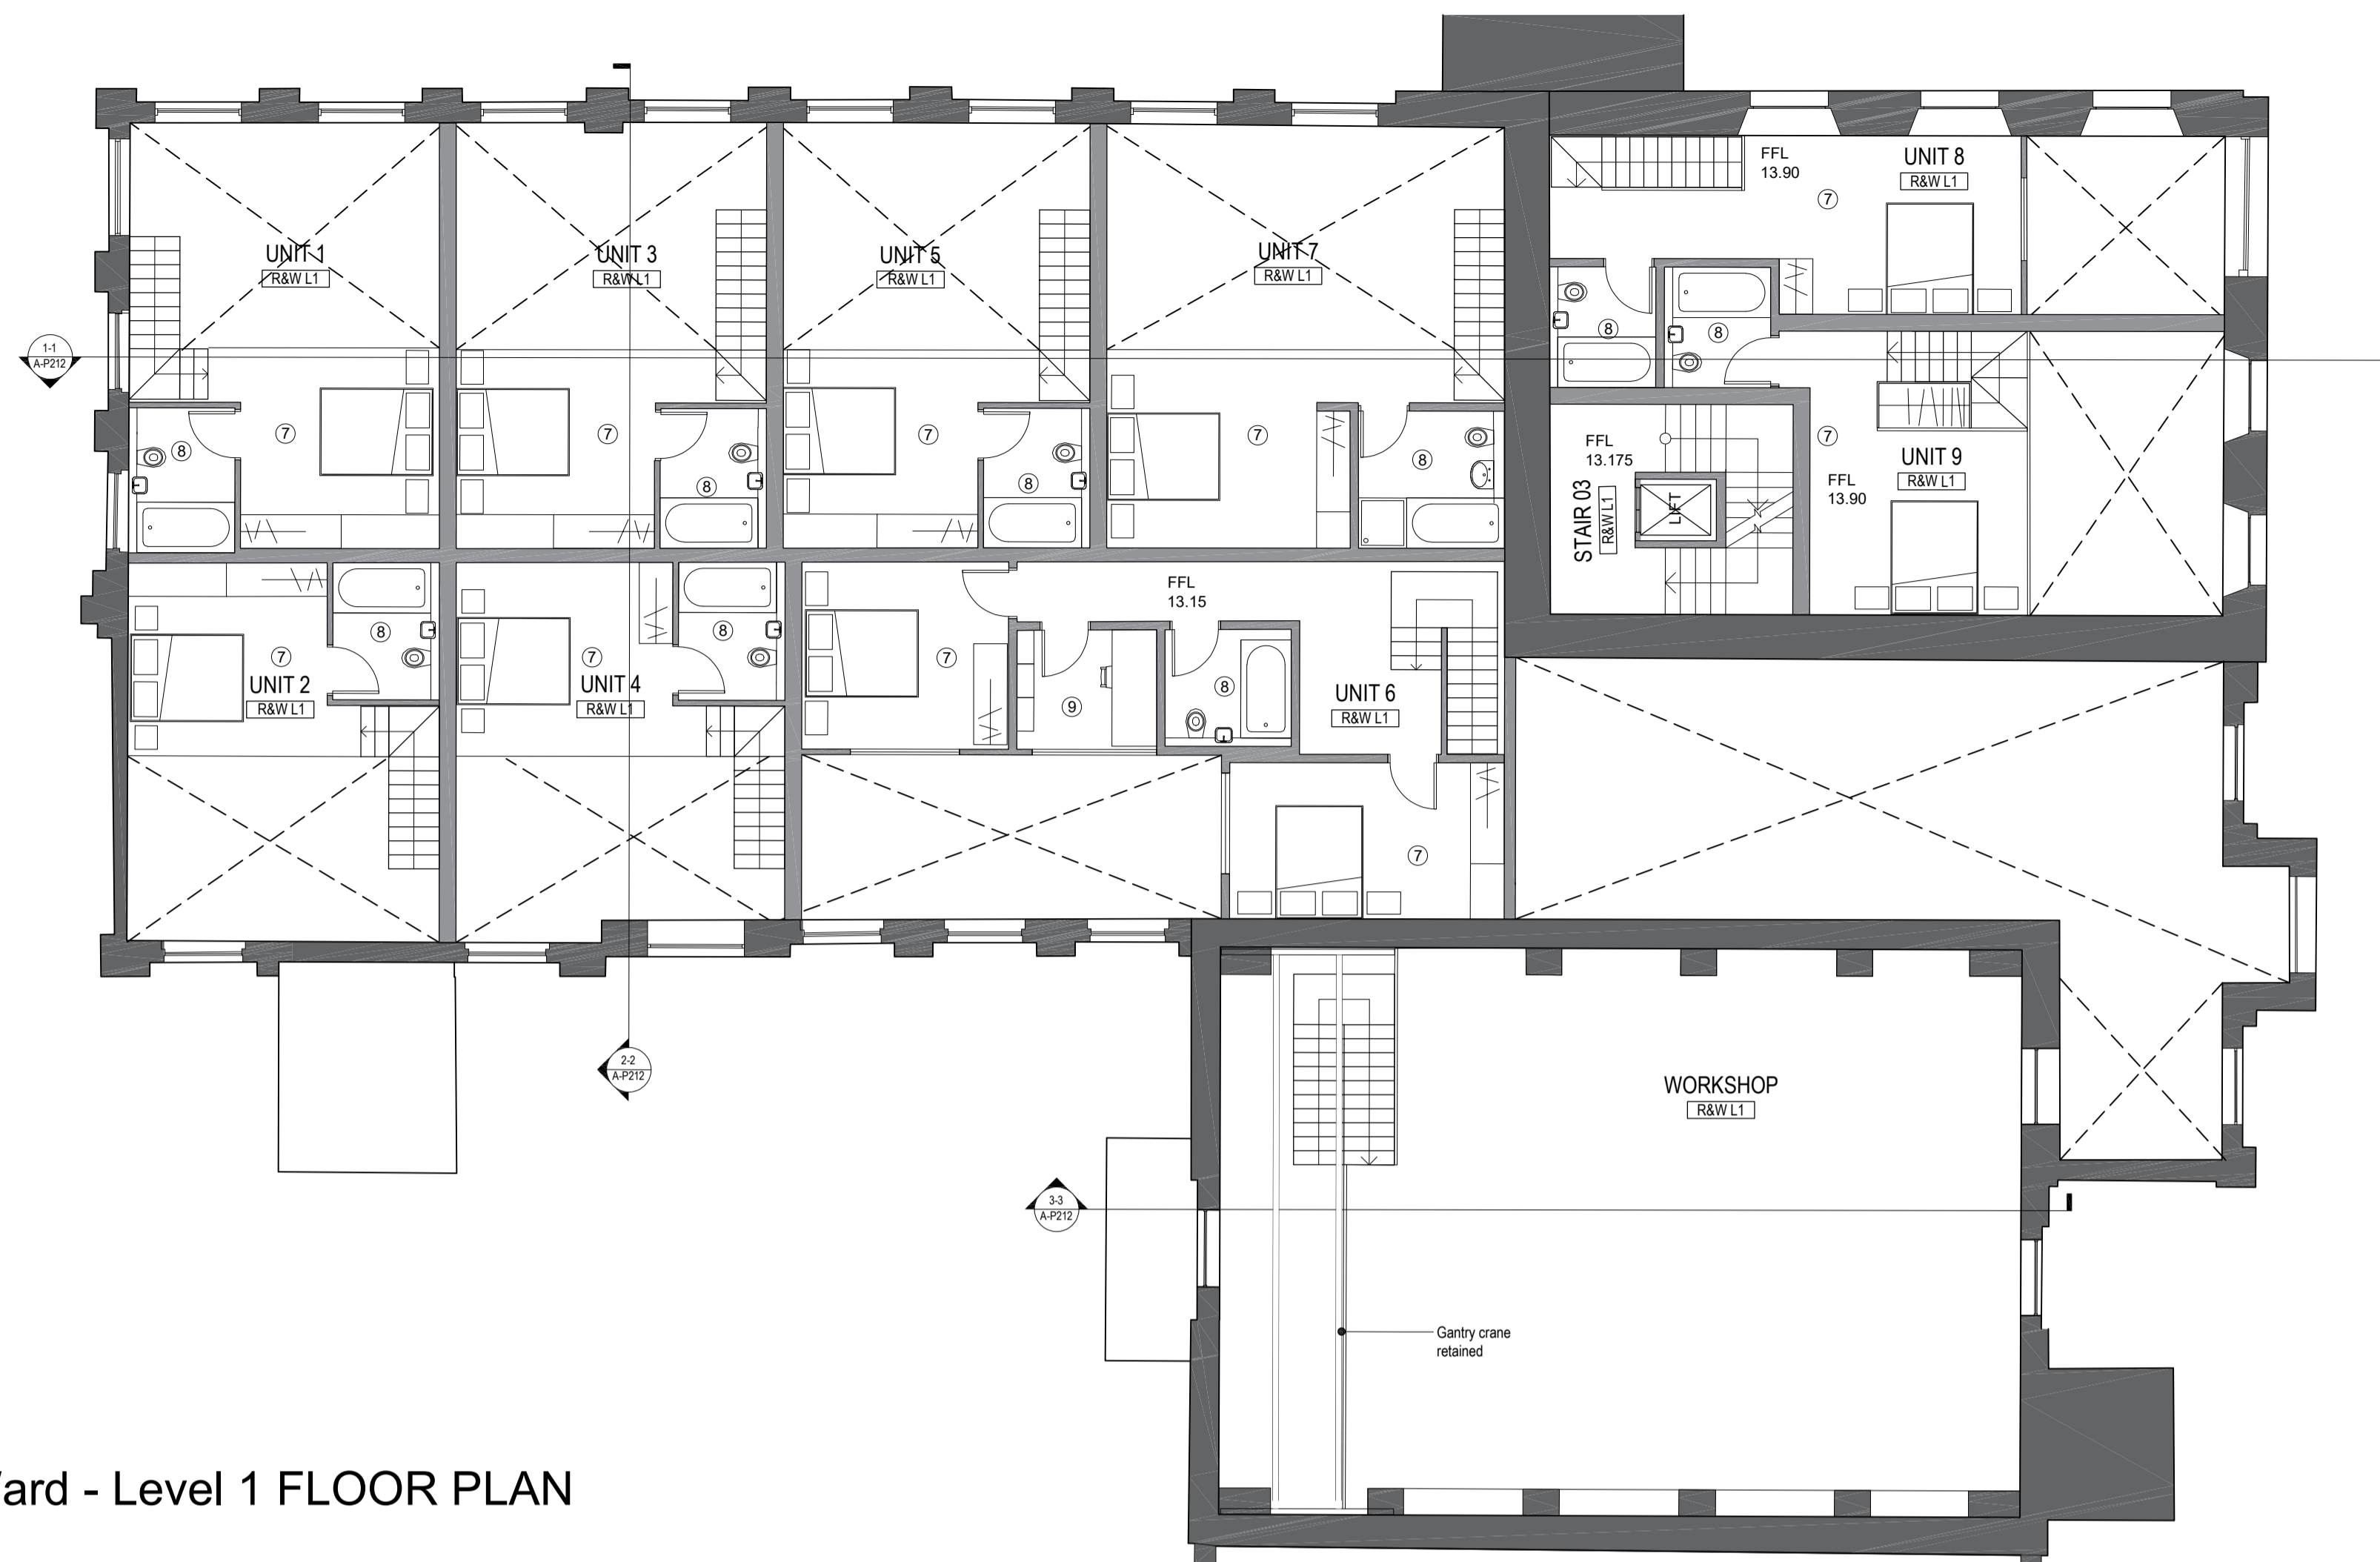 FFL
13.90
UNIT 8
R&W L1
7
UNIT 1
R&W L1
UNIT 3
R&W L1
UNIT 5
R&W L1
UNIT 7
R&W L1
8
8
1-1
A-P212
8
7
7
8
7
8
7
8
FFL
13.175
STAIR 03
R&W L1
LIFT
7
FFL
13.90
UNIT 9
R&W L1
FFL
13.15
7
UNIT 2
R&W L1
8
7
UNIT 4
R&W L1
8
7
9
8
UNIT 6
R&W L1
7
2-2
A-P212
WORKSHOP
R&W L1
3-3
A-P212
Gantry crane
retained
- Level 1 FLOOR PLAN